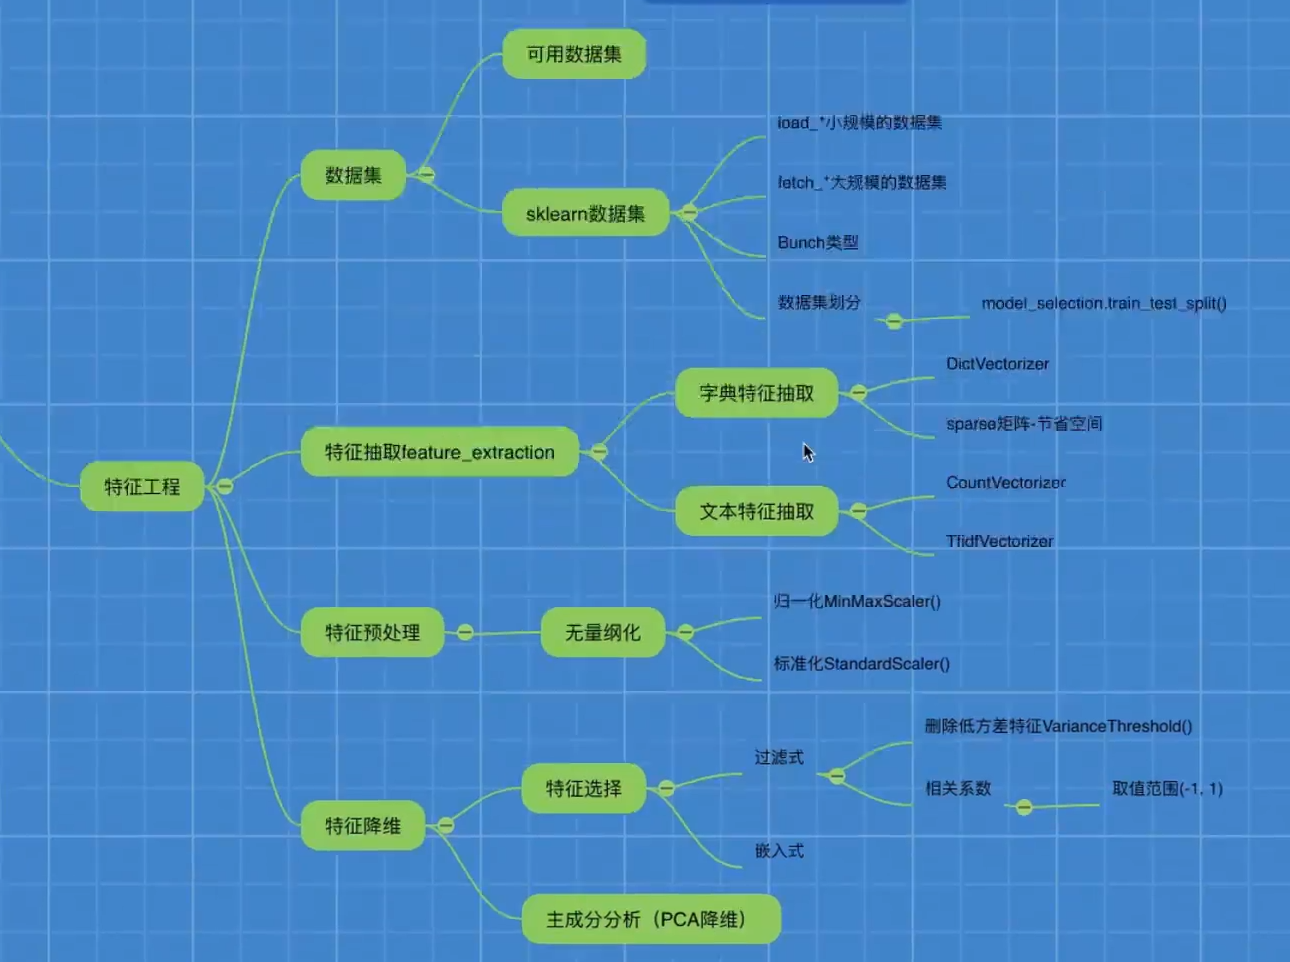 特征工程
数据集
可用数据集
sklearn数据集
load_*小规模的数据集
fetch_*大规模的数据集
Bunch类型
数据集划分
model_selection.train_test_split()
特征抽取feature_extraction
字典特征抽取
DictVectorizer
sparse矩阵-节省空间
文本特征抽取
CountVectorizer
TfidfVectorizer
特征预处理
无量纲化
归一化MinMaxScaler()
标准化StandardScaler()
特征降维
特征选择
过滤式
删除低方差特征VarianceThreshold()
相关系数
取值范围(-1, 1)
嵌入式
主成分分析（PCA降维）